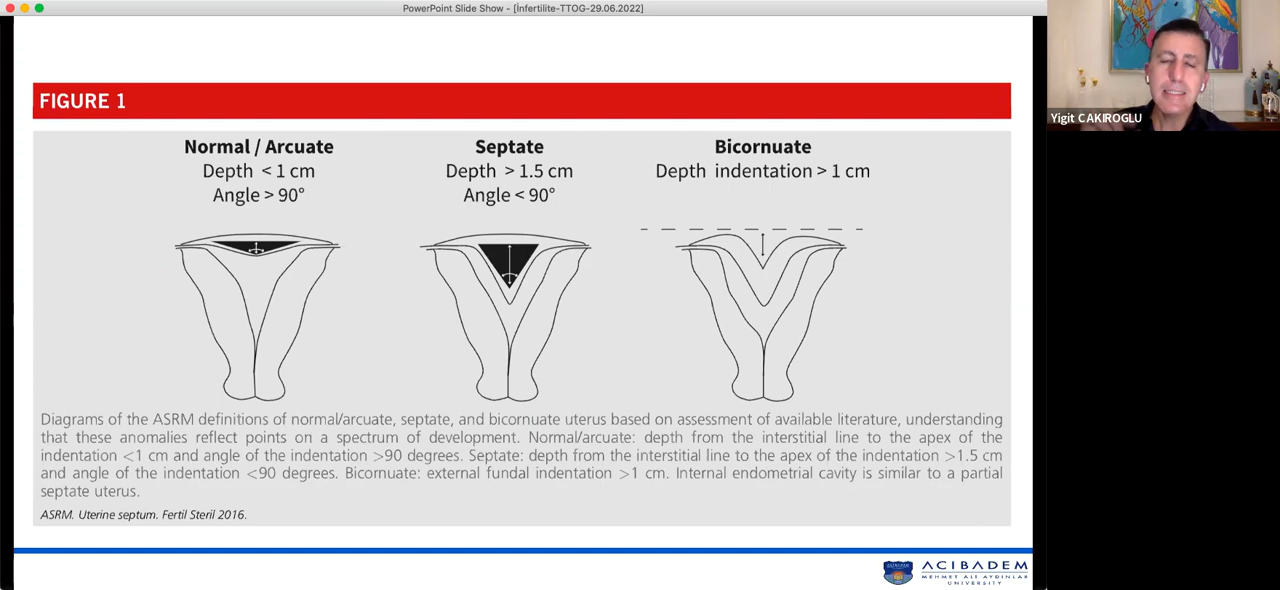 PowerPoint Slide Show - [İnfertilite-TTOG-29.06.2022]
FIGURE 1
Normal / Arcuate
Depth < 1 cm
Angle > 90°
Septate
Depth > 1.5 cm
Angle < 90°
Bicornuate
Depth indentation > 1 cm
Diagrams of the ASRM definitions of normal/arcuate, septate, and bicornuate uterus based on assessment of available literature, understanding
that these anomalies reflect points on a spectrum of development. Normal/arcuate: depth from the interstitial line to the apex of the
indentation <1 cm and angle of the indentation >90 degrees. Septate: depth from the interstitial line to the apex of the indentation >1.5 cm
and angle of the indentation <90 degrees. Bicornuate: external fundal indentation >1 cm. Internal endometrial cavity is similar to a partial
septate uterus.
ASRM. Uterine septum. Fertil Steril 2016.
Yigit CAKIROGLU
ACIBADEM
MEHMET ALİ AYDINLAR
UNIVERSITY